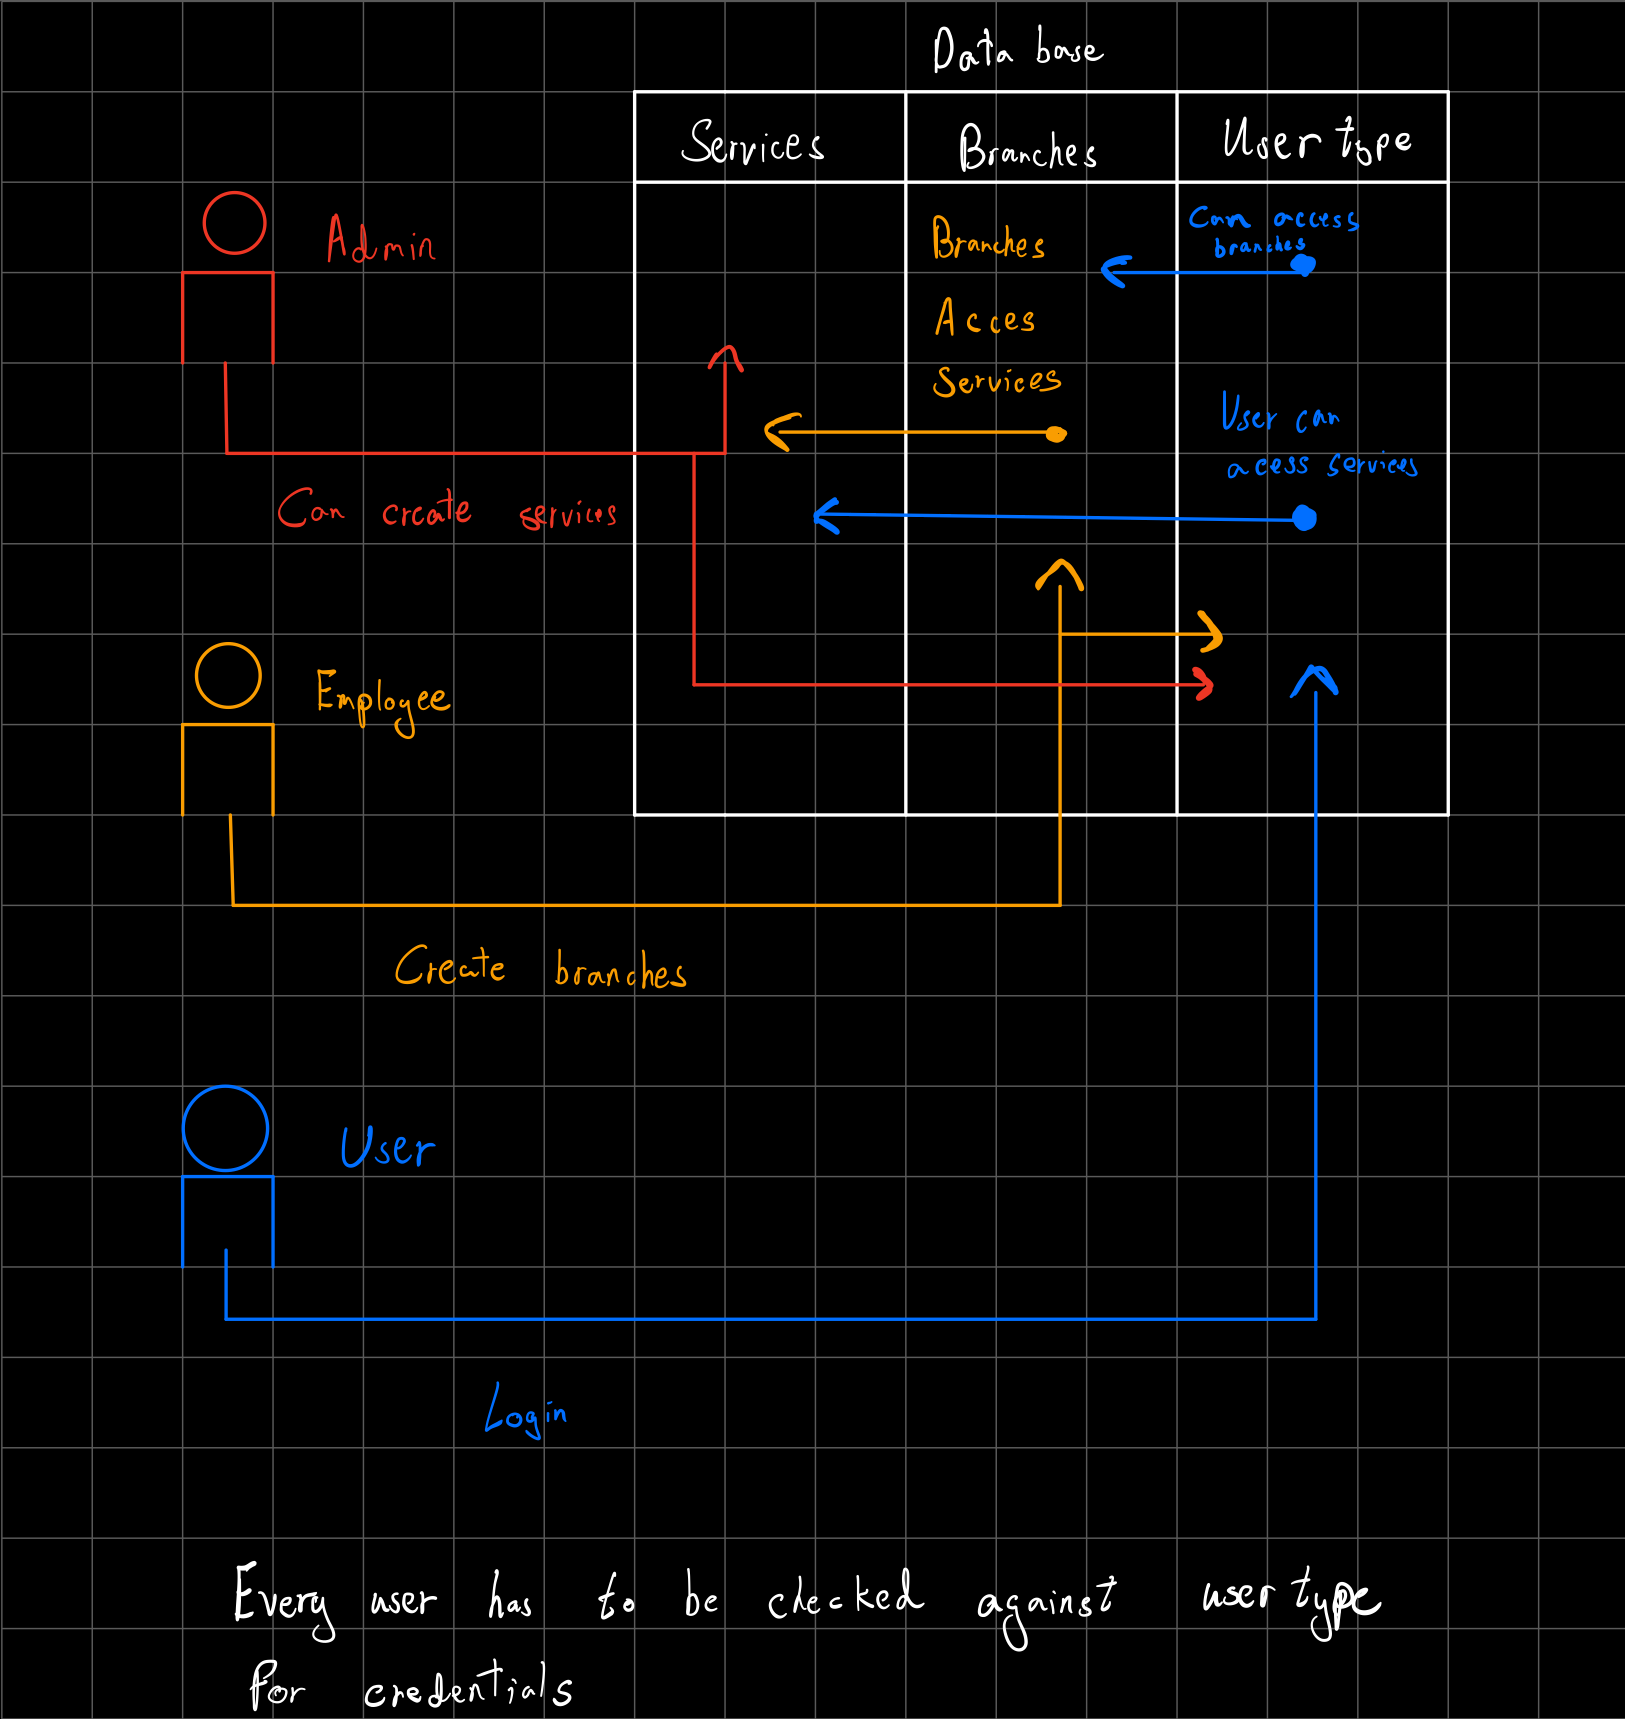 Data base
Services
Branches
User type
Admin
Branches
Acces
Services
Can access
branches
User can
acess services
Can create services
Employee
Create branches
User
Login
Every user has to be checked against user type
for credentials